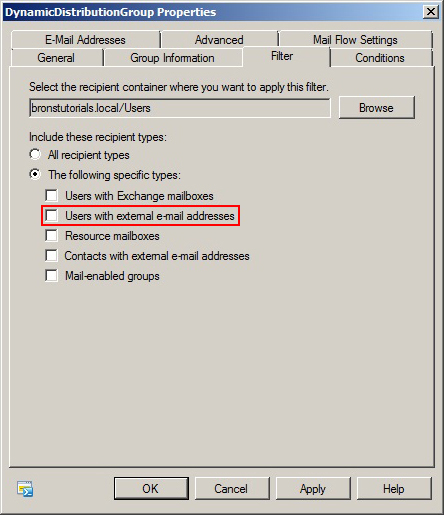 DynamicDistributionGroup Properties
E-Mail Addresses Advanced Mail Flow Settings
General Group Information Filter Conditions
Select the recipient container where you want to apply this filter.
bronstutorials.local/Users Browse
Include these recipient types:
All recipient types
The following specific types:
Users with Exchange mailboxes
Users with external e-mail addresses
Resource mailboxes
Contacts with external e-mail addresses
Mail-enabled groups
OK Cancel Apply Help